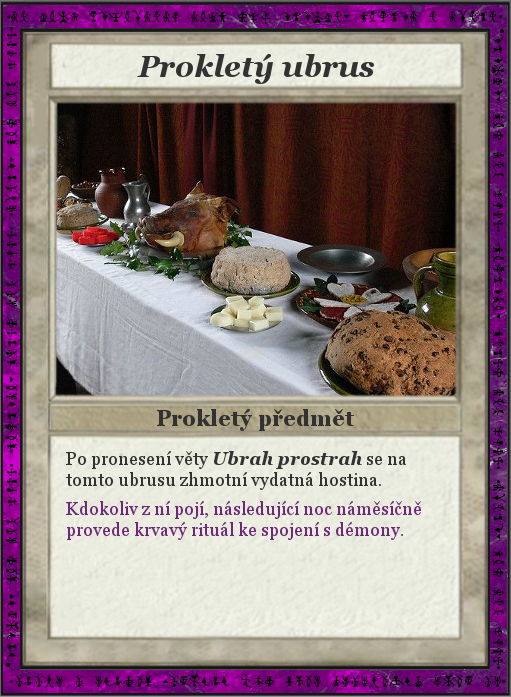 Prokletý ubrus
Prokletý předmět
Po pronesení věty Ubrah prostrah se na
tomto ubrusu zhmotní vydatná hostina.
Kdokoliv z ní pojí, následující noc náměsíčně
provede krvavý rituál ke spojení s démony.